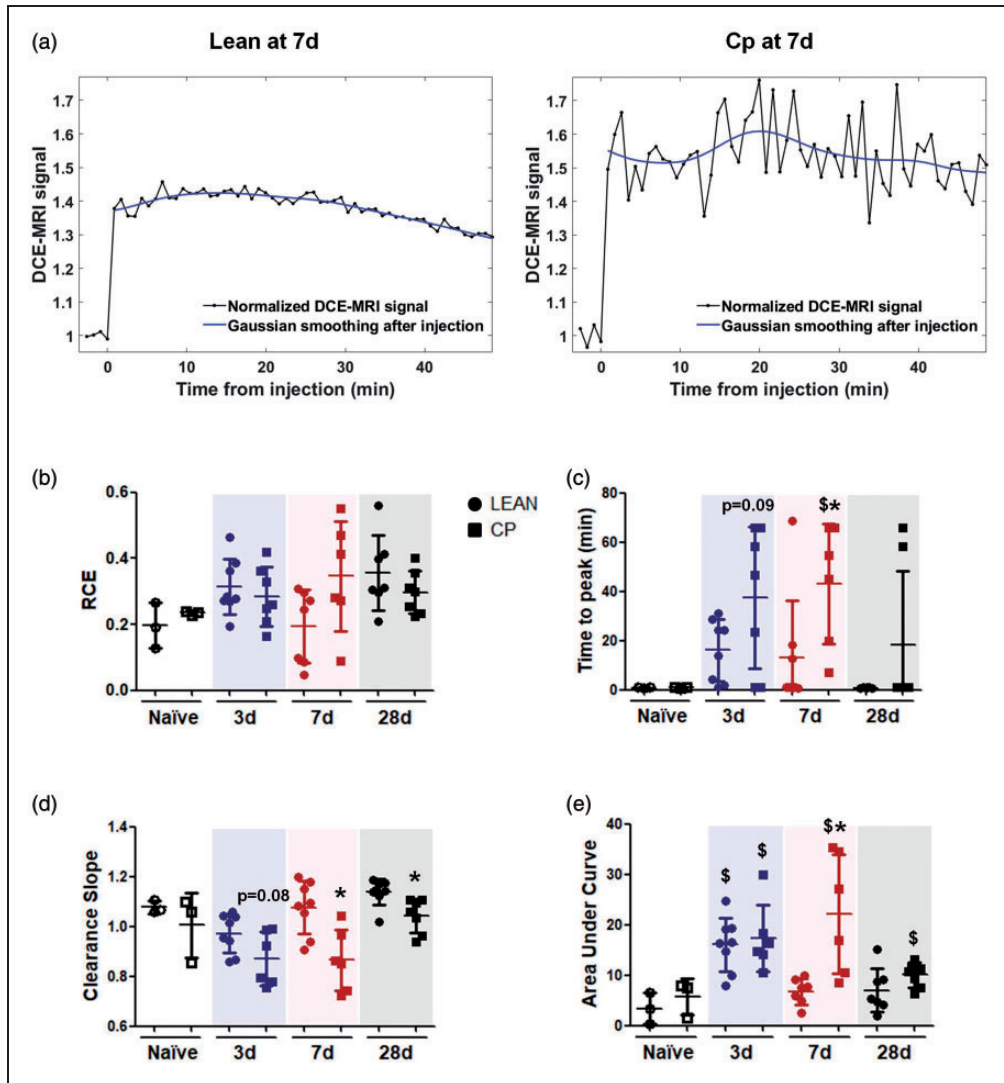 (a)
Lean at 7d
Cp at 7d
DCE-MRI signal
1.7
1.6
1.5
1.4
1.3
1.2
1.1
1
Normalized DCE-MRI signal
Gaussian smoothing after injection
0
10
20
30
40
Time from injection (min)
DCE-MRI signal
1.7
1.6
1.5
1.4
1.3
1.2
1.1
1
Normalized DCE-MRI signal
Gaussian smoothing after injection
0
10
20
30
40
Time from injection (min)
(b)
RCE
0.6
0.4
0.2
0.0
Naïve
3d
7d
28d
LEAN
CP
(c)
Time to peak (min)
80
60
40
20
0
p=0.09
$*
Naïve
3d
7d
28d
(d)
Clearance Slope
1.4
1.2
1.0
0.8
0.6
p=0.08
*
*
Naïve
3d
7d
28d
(e)
Area Under Curve
40
30
20
10
0
$
$
$*
$
Naïve
3d
7d
28d